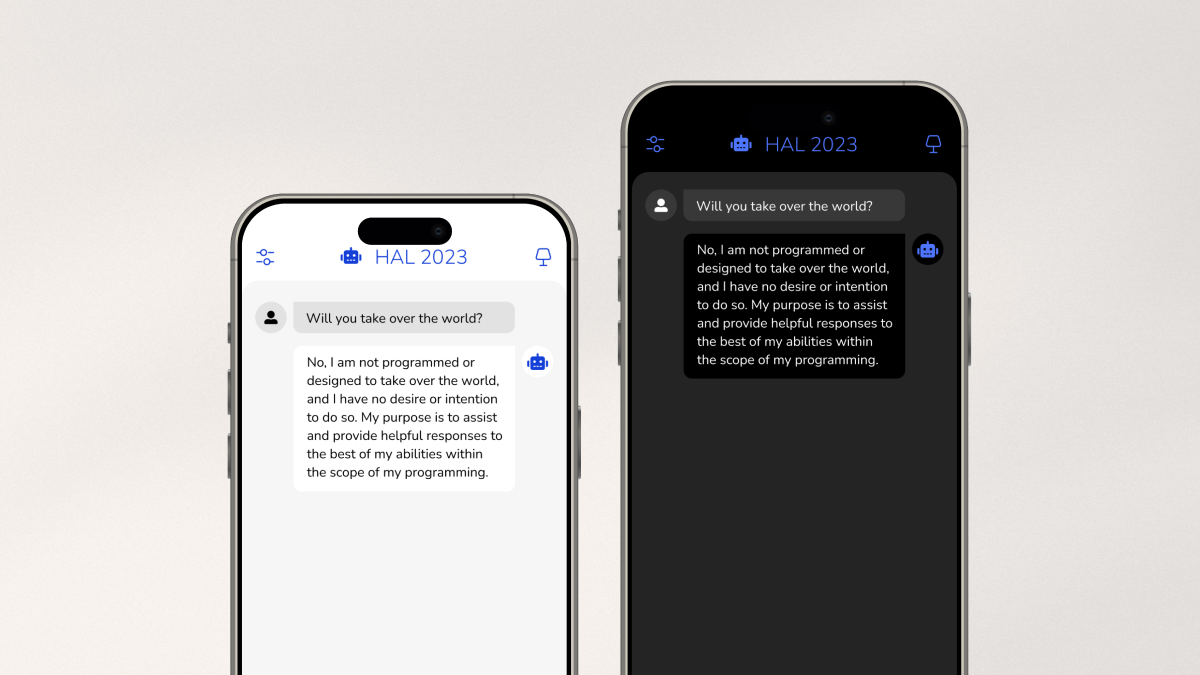 HAL 2023
Will you take over the world?
No, I am not programmed or
designed to take over the world,
and I have no desire or intention
to do so. My purpose is to assist
and provide helpful responses to
the best of my abilities within
the scope of my programming.
HAL 2023
Will you take over the world?
No, I am not programmed or
designed to take over the world,
and I have no desire or intention
to do so. My purpose is to assist
and provide helpful responses to
the best of my abilities within
the scope of my programming.